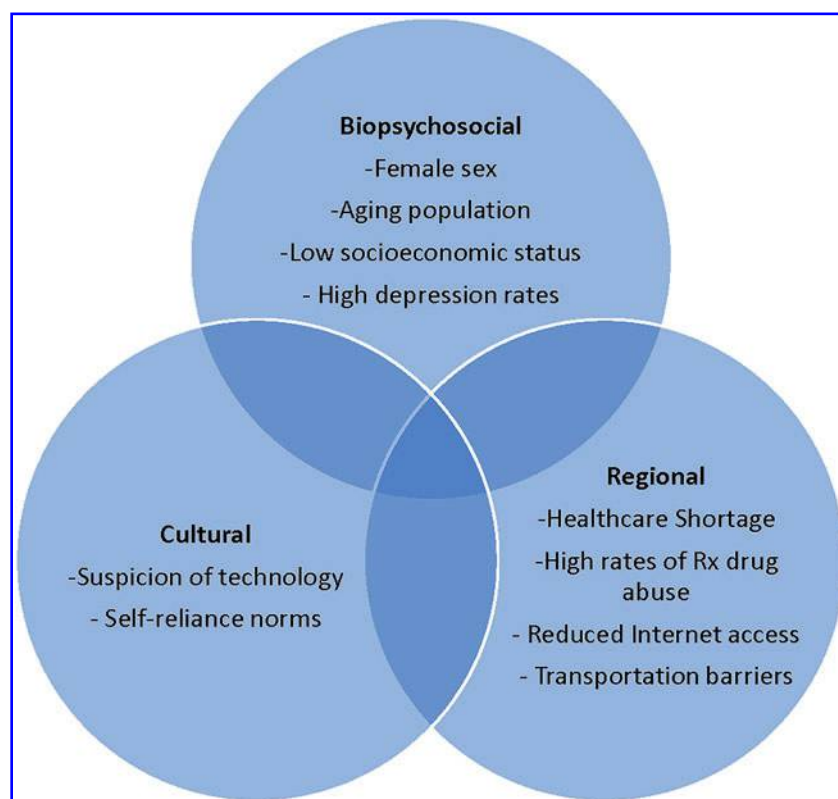 Biopsychosocial
-Female sex
-Aging population
-Low socioeconomic status
- High depression rates
Cultural
-Suspicion of technology
- Self-reliance norms
Regional
-Healthcare Shortage
-High rates of Rx drug
abuse
- Reduced Internet access
- Transportation barriers